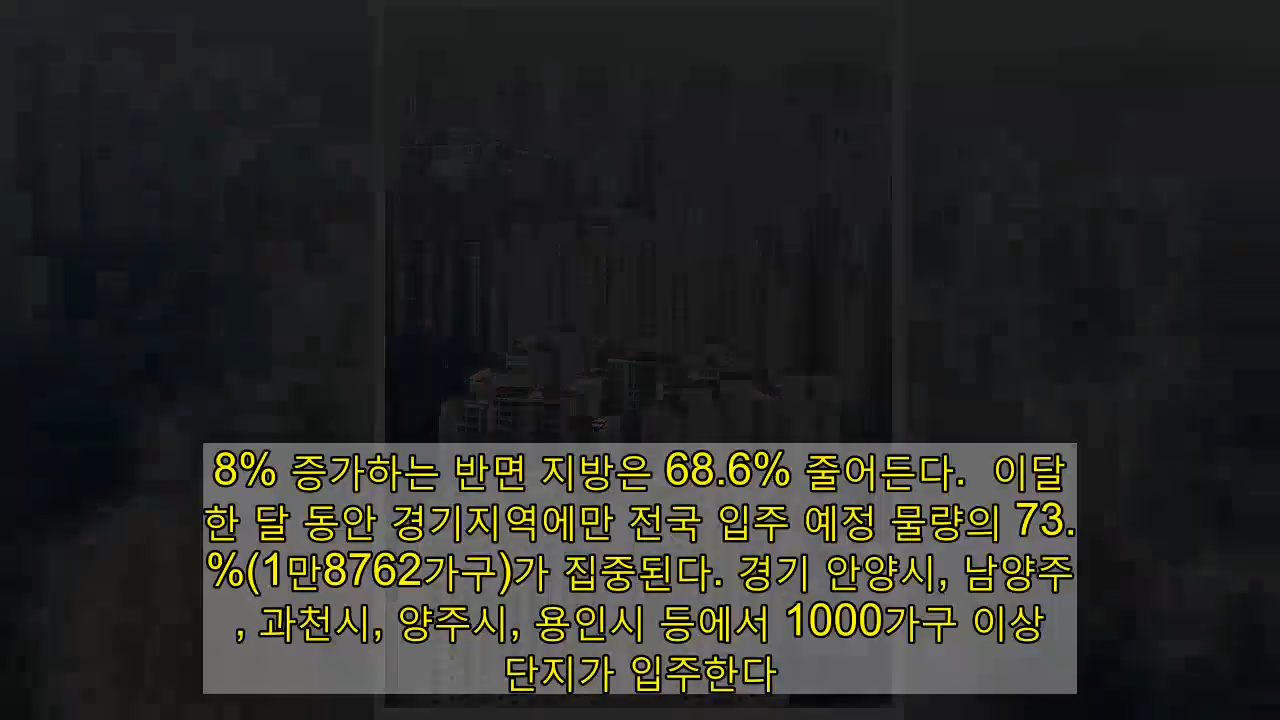 8% 증가하는 반면 지방은 68.6% 줄어든다.  이달
한 달 동안 경기지역에만 전국 입주 예정 물량의 73.
%(1만8762가구)가 집중된다. 경기 안양시, 남양주
, 과천시, 양주시, 용인시 등에서 1000가구 이상
단지가 입주한다